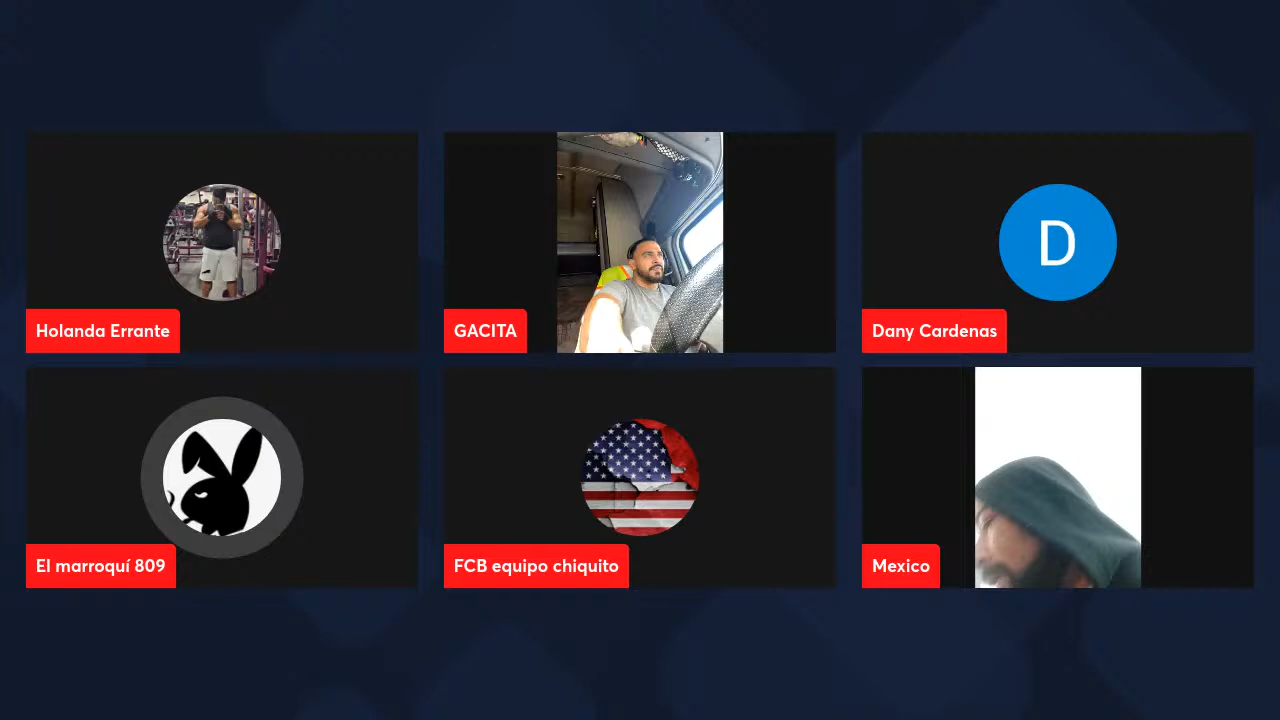 Holanda Errante
GACITA
D
Dany Cardenas
El marroquí 809
FCB equipo chiquito
Mexico